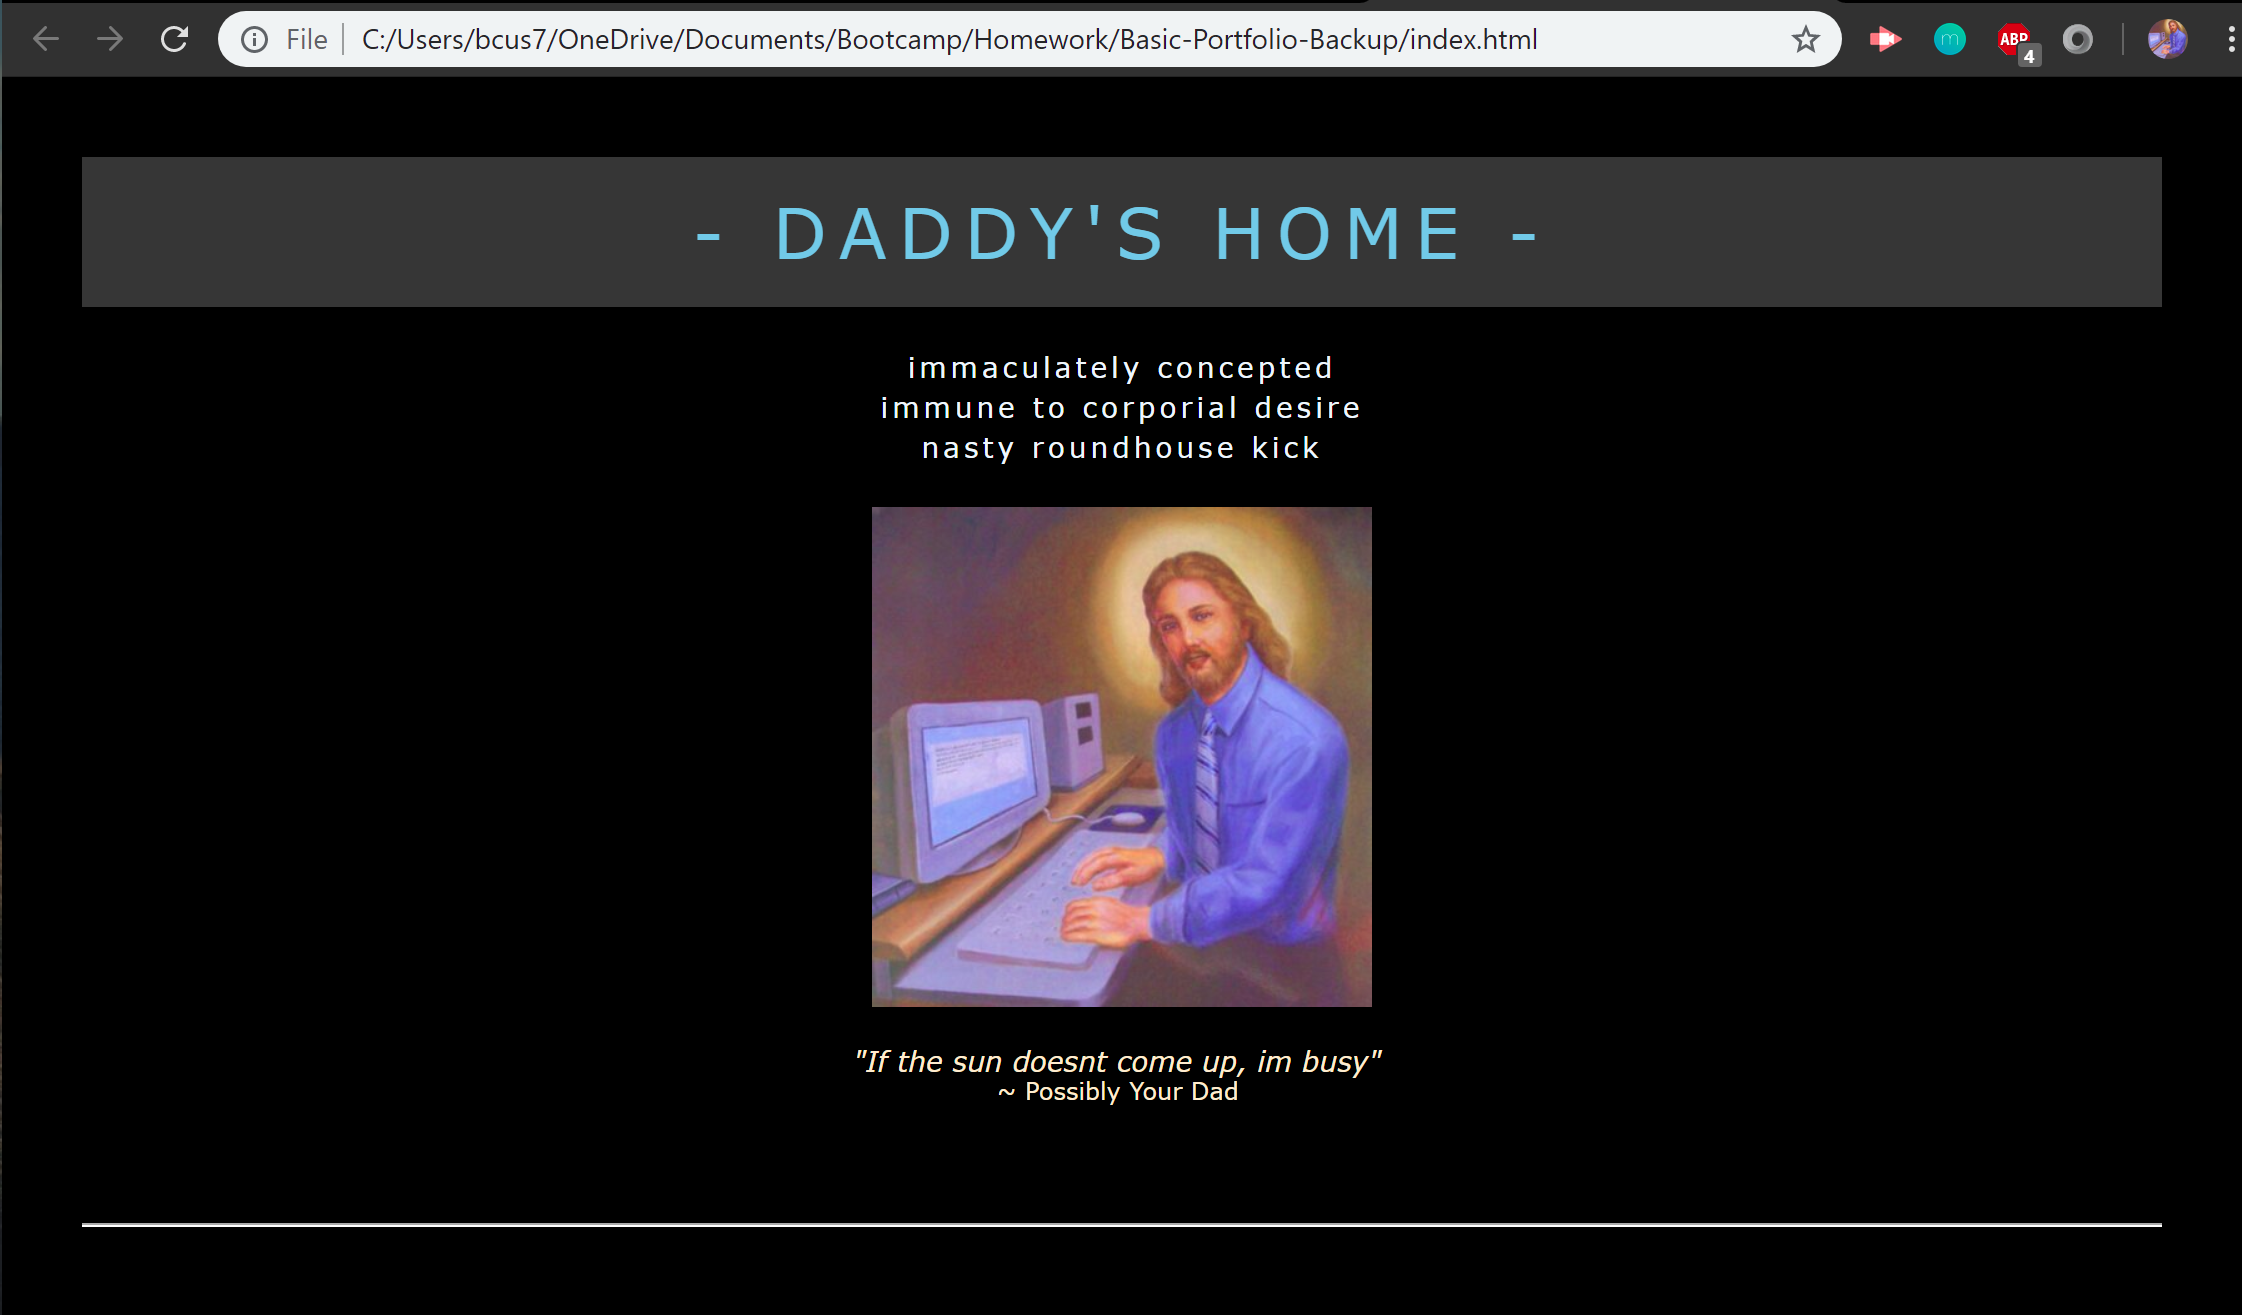 File
C:/Users/bcus7/OneDrive/Documents/Bootcamp/Homework/Basic-Portfolio-Backup/index.html
m
ABP
4
- DADDY'S HOME -
immaculately concepted
immune to corporial desire
nasty roundhouse kick
"If the sun doesnt come up, im busy"
~ Possibly Your Dad